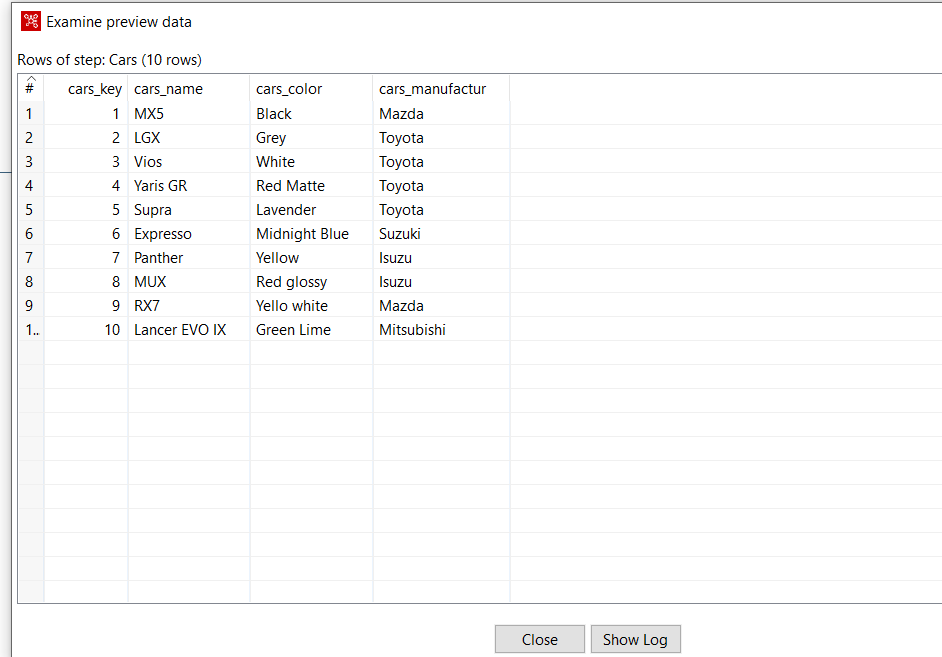 Examine preview data
Rows of step: Cars (10 rows)
# cars_key cars_name cars_color cars_manufactur
1 1 MX5 Black Mazda
2 2 LGX Grey Toyota
3 3 Vios White Toyota
4 4 Yaris GR Red Matte Toyota
5 5 Supra Lavender Toyota
6 6 Expresso Midnight Blue Suzuki
7 7 Panther Yellow Isuzu
8 8 MUX Red glossy Isuzu
9 9 RX7 Yello white Mazda
1.. 10 Lancer EVO IX Green Lime Mitsubishi
Close Show Log